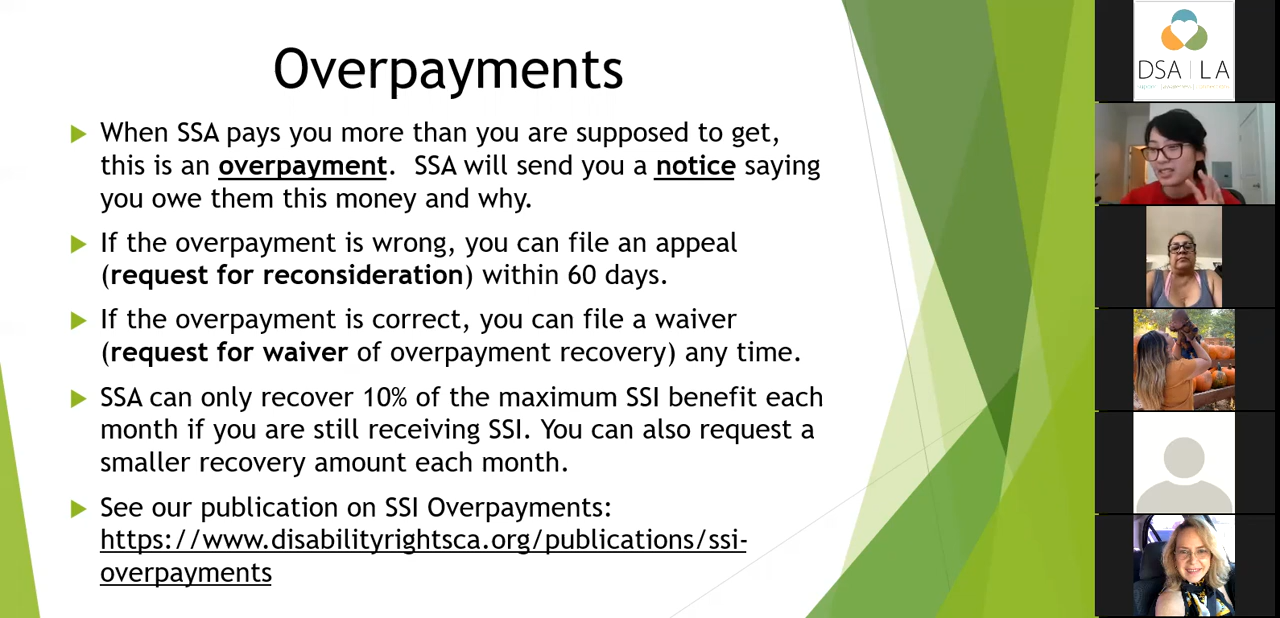 Overpayments
When SSA pays you more than you are supposed to get,
this is an overpayment. SSA will send you a notice saying
you owe them this money and why.
If the overpayment is wrong, you can file an appeal
(request for reconsideration) within 60 days.
If the overpayment is correct, you can file a waiver
(request for waiver of overpayment recovery) any time.
SSA can only recover 10% of the maximum SSI benefit each
month if you are still receiving SSI. You can also request a
smaller recovery amount each month.
See our publication on SSI Overpayments:
https://www.disabilityrightsca.org/publications/ssi-
overpayments
DSA | LA